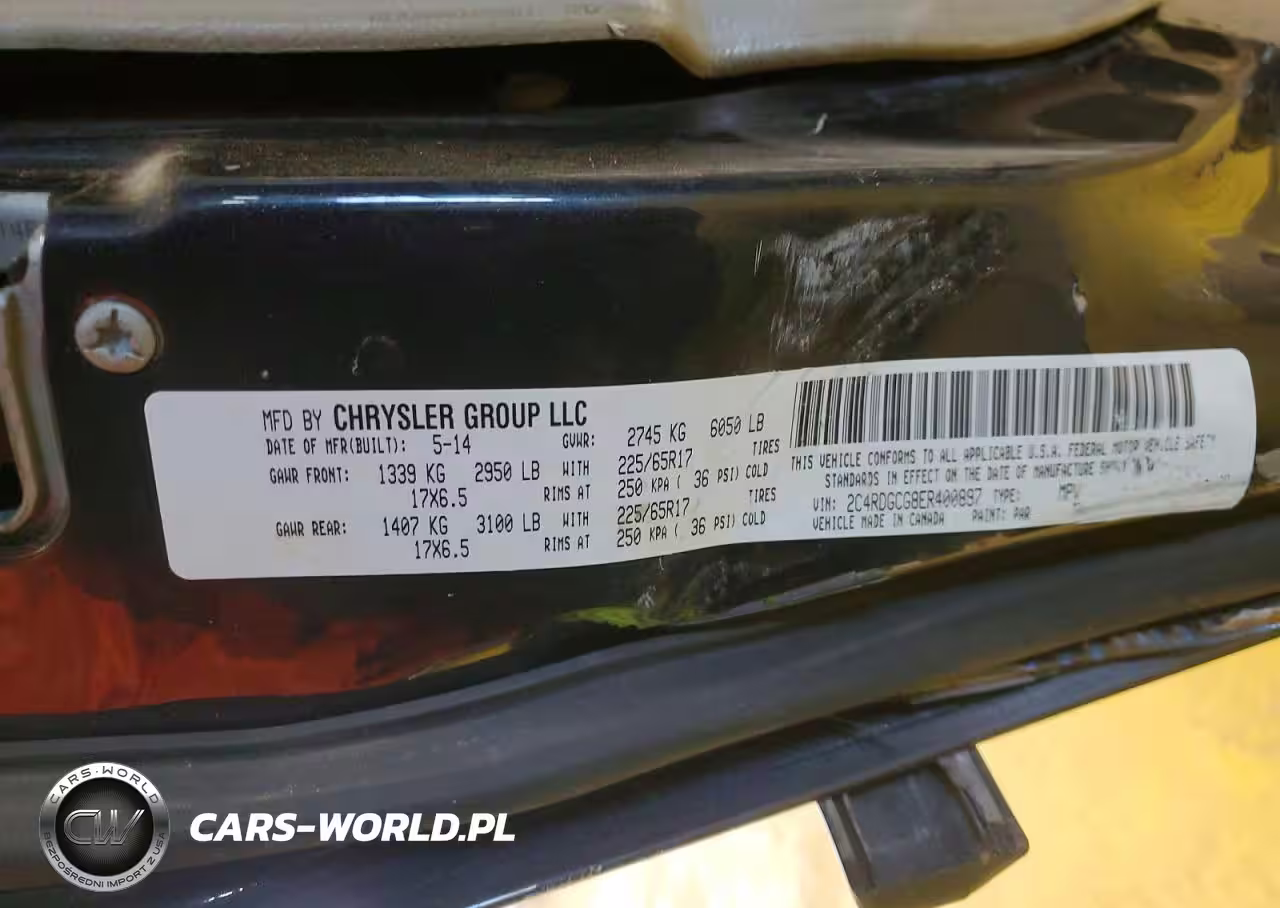 MFD BY CHRYSLER GROUP LLC
DATE OF MFR(BUILT): 5-14 GVWR: 2745 KG 6050 LB
GAWR FRONT: 1339 KG 2950 LB WITH 225/65R17 TIRES
17X6.5 RIMS AT 250 KPA ( 36 PSI) COLD
GAWR REAR: 1407 KG 3100 LB WITH 225/65R17 TIRES
17X6.5 RIMS AT 250 KPA ( 36 PSI) COLD
THIS VEHICLE CONFORMS TO ALL APPLICABLE U.S.A. FEDERAL MOTOR VEHICLE SAFETY
STANDARDS IN EFFECT ON THE DATE OF MANUFACTURE
VIN: 2C4RDGCG8ER400897 TYPE: MPV
VEHICLE MADE IN CANADA PAINT: PAR
CARS-WORLD
CW
BEZPOŚREDNI IMPORT Z USA
CARS-WORLD.PL